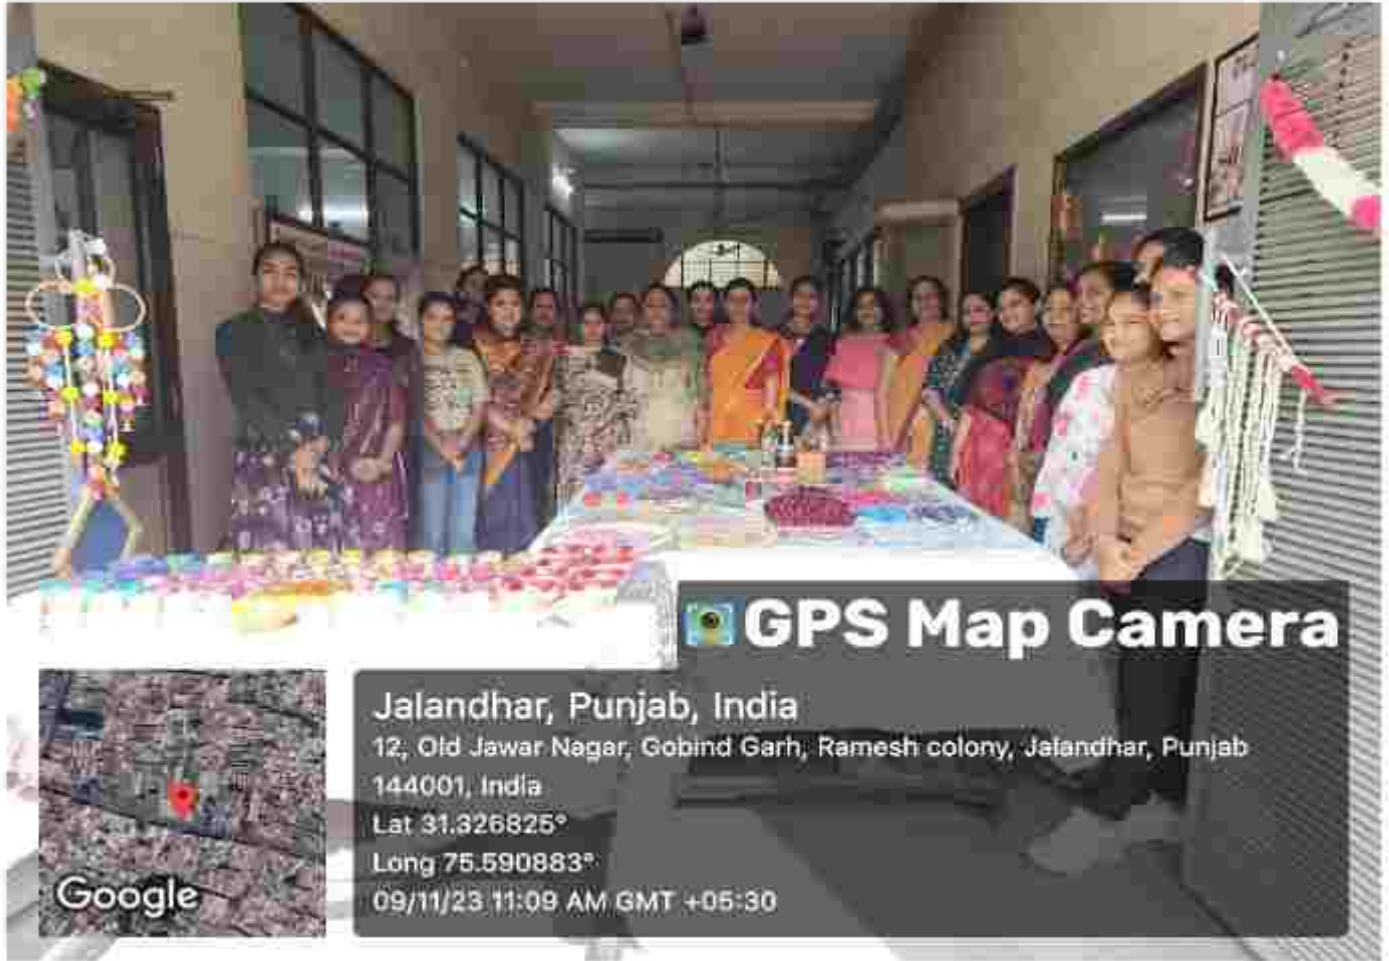 GPS Map Camera
Jalandhar, Punjab, India
12, Old Jawar Nagar, Gobind Garh, Ramesh colony, Jalandhar, Punjab
144001, India
Lat 31.326825°
Long 75.590883°
09/11/23 11:09 AM GMT +05:30
Google